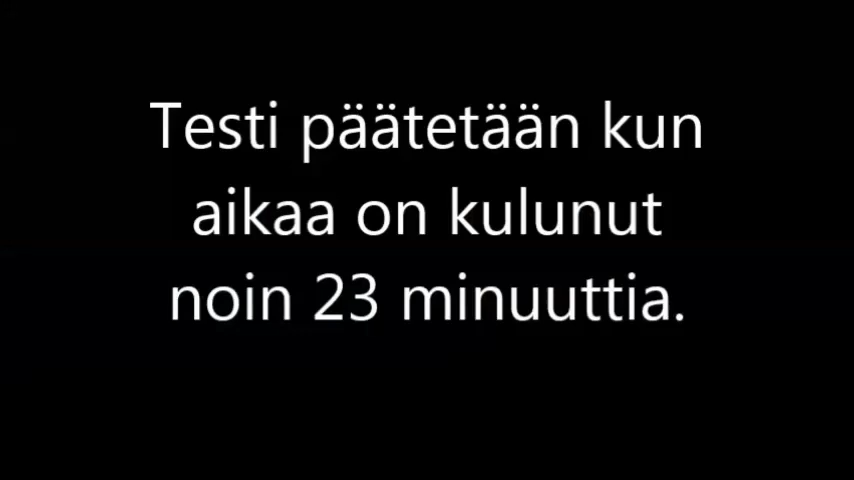 Testi päätetään kun
aikaa on kulunut
noin 23 minuuttia.